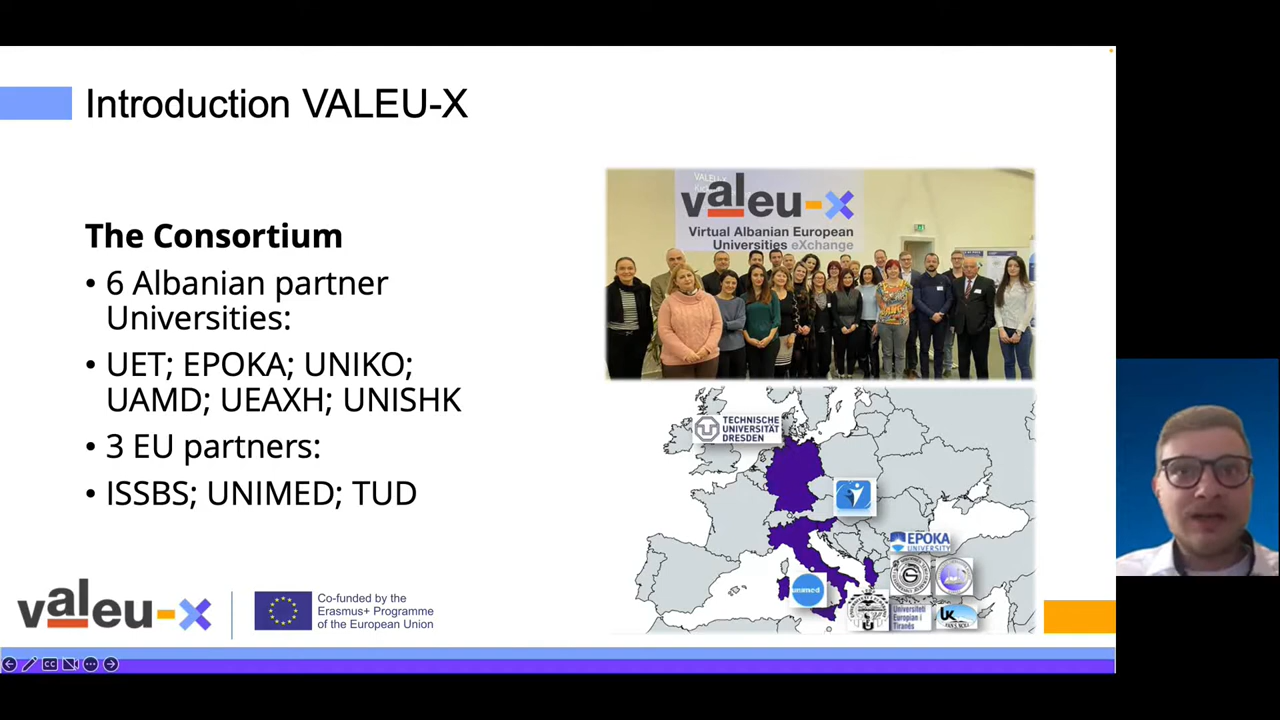 Introduction VALEU-X
The Consortium
• 6 Albanian partner
Universities:
• UET; EPOKA; UNIKO;
UAMD; UEAXH; UNISHK
• 3 EU partners:
• ISSBS; UNIMED; TUD
valeu-x
Virtual Albanian European
Universities eXchange
TECHNISCHE
UNIVERSITÄT
DRESDEN
EPOKA
UNIVERSITY
unimed
Universiteti
Europian i
Tiranës
UK
valeu-x
Co-funded by the
Erasmus+ Programme
of the European Union
CC